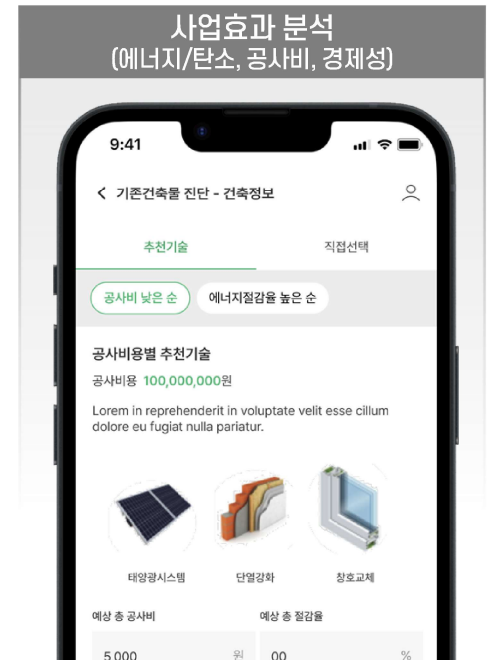 사업효과 분석
(에너지/탄소, 공사비, 경제성)
9:41
기존건축물 진단 - 건축정보
추천기술 직접선택
공사비 낮은 순 에너지절감율 높은 순
공사비용별 추천기술
공사비용 100,000,000원
Lorem in reprehenderit in voluptate velit esse cillum
dolore eu fugiat nulla pariatur.
태양광시스템 단열강화 창호교체
예상 총 공사비 예상 총 절감율
5,000 원 00 %